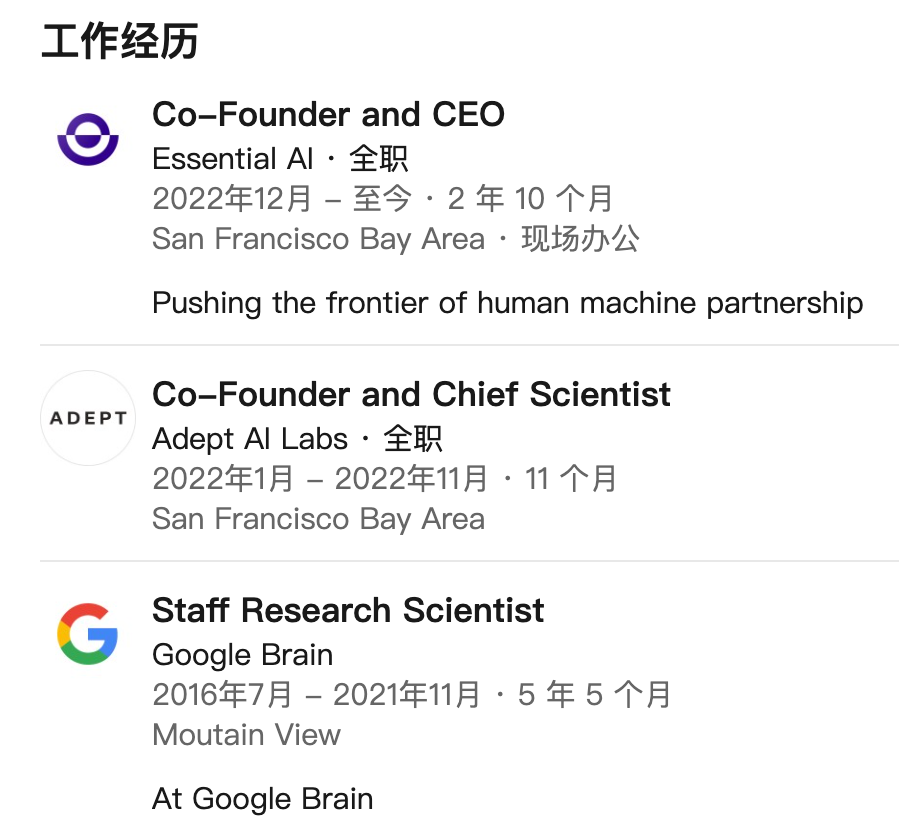 工作经历
Co-Founder and CEO
Essential AI · 全职
2022年12月 - 至今 · 2 年 10 个月
San Francisco Bay Area · 现场办公
Pushing the frontier of human machine partnership
ADEPT
Co-Founder and Chief Scientist
Adept AI Labs · 全职
2022年1月 - 2022年11月 · 11 个月
San Francisco Bay Area
Staff Research Scientist
Google Brain
2016年7月 - 2021年11月 · 5 年 5 个月
Moutain View
At Google Brain